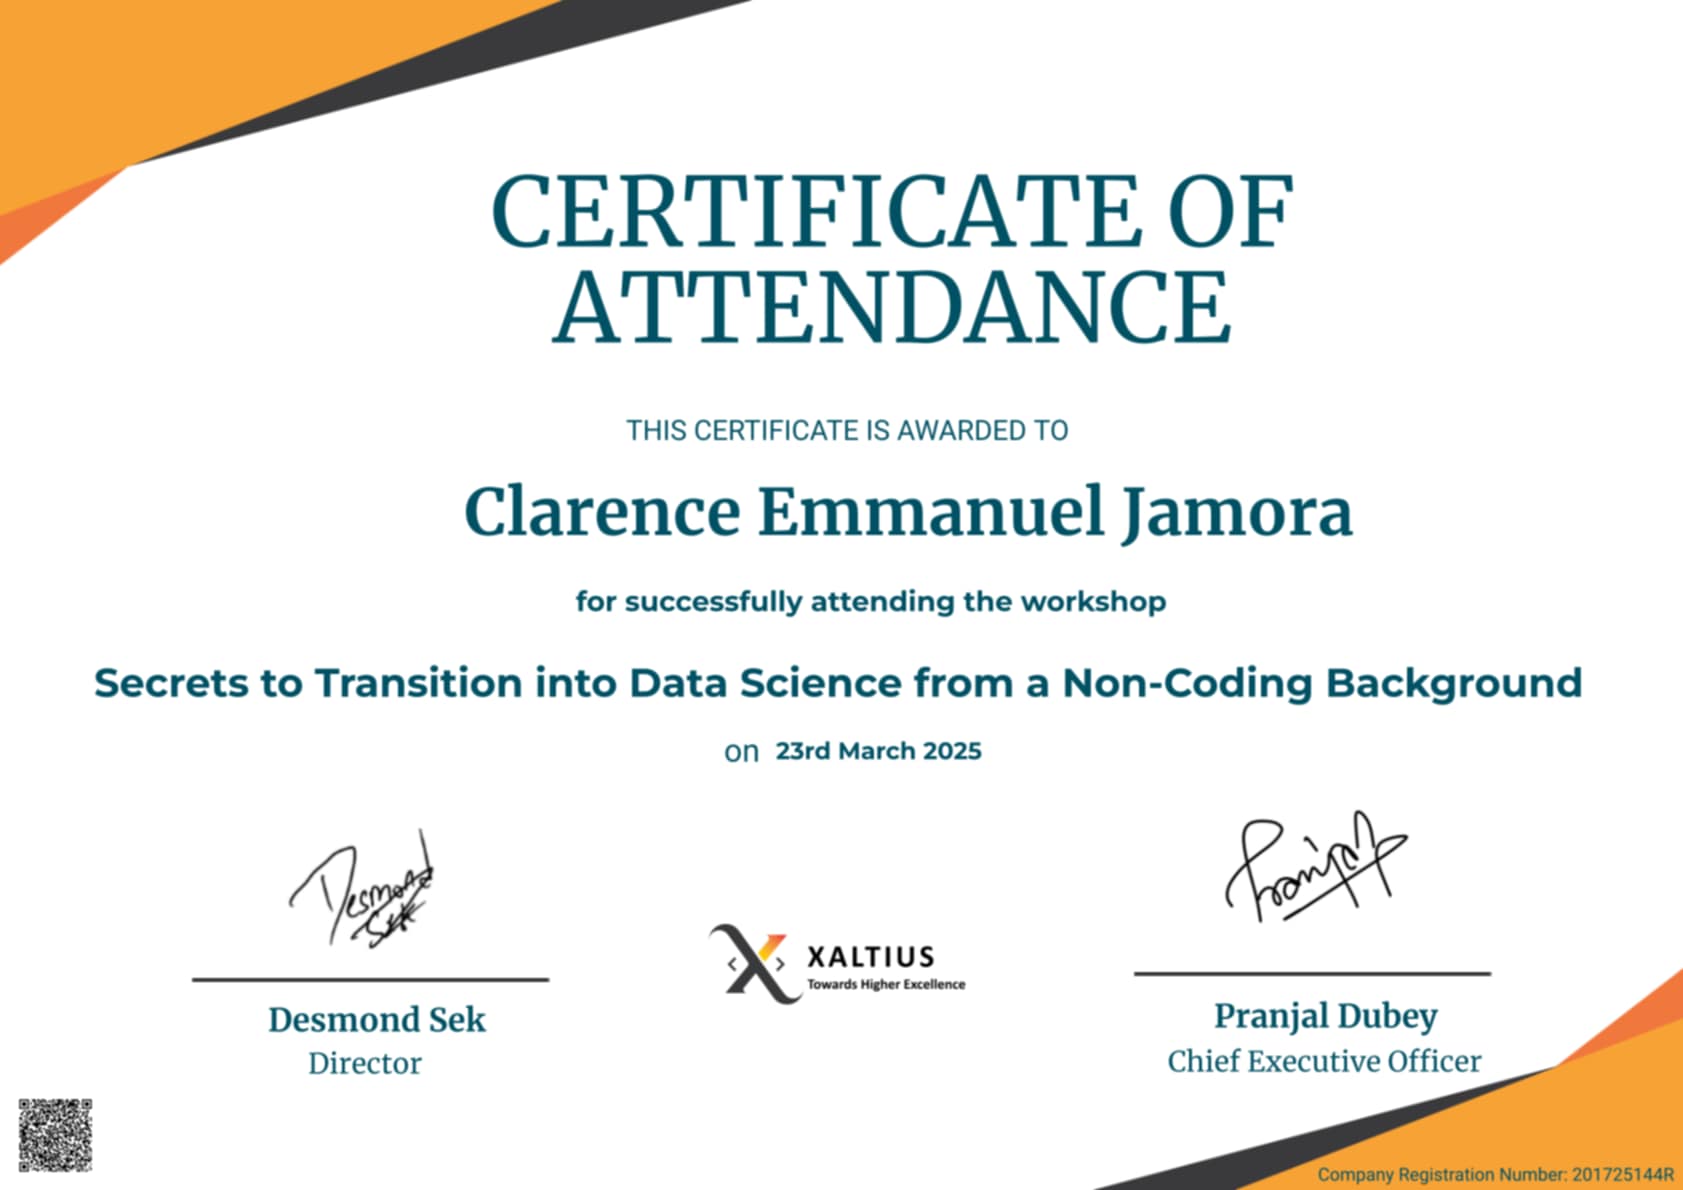 CERTIFICATE OF
ATTENDANCE
THIS CERTIFICATE IS AWARDED TO
Clarence Emmanuel Jamora
for successfully attending the workshop
Secrets to Transition into Data Science from a Non-Coding Background
on 23rd March 2025
Desmond
Sek
Pranjal
XALTIUS
Towards Higher Excellence
Desmond Sek
Director
Pranjal Dubey
Chief Executive Officer
Company Registration Number: 201725144R